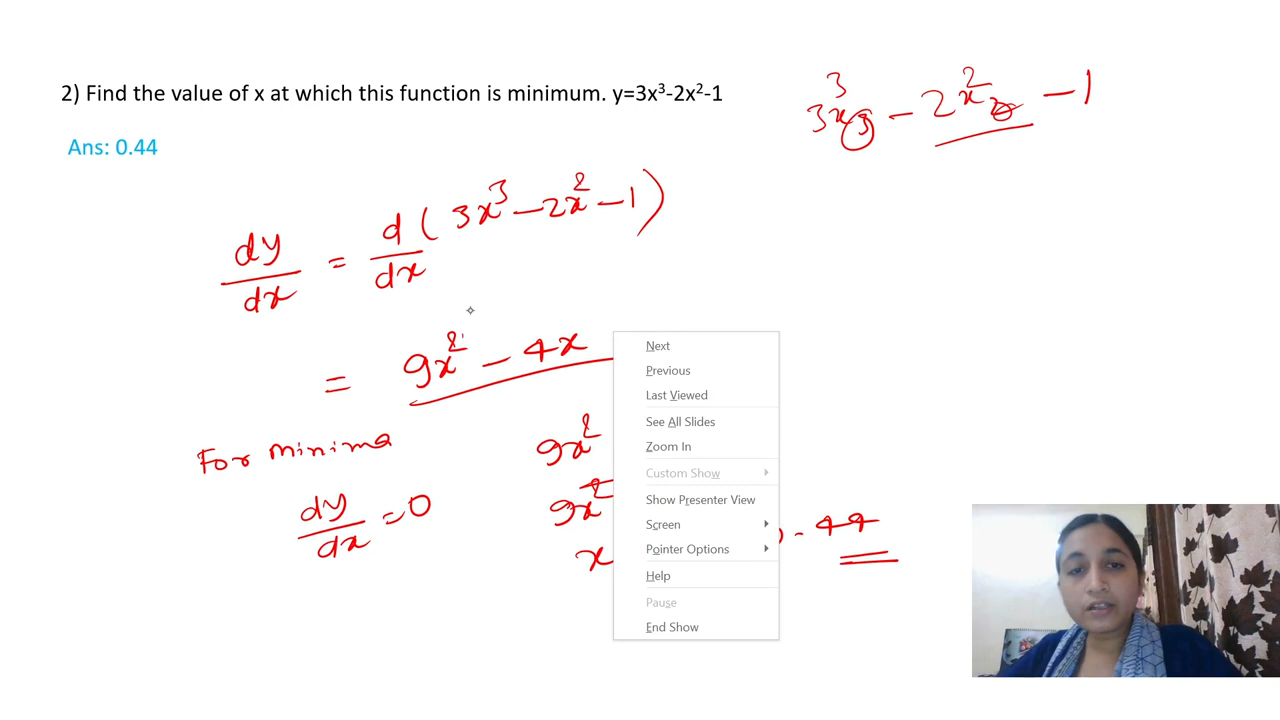 2) Find the value of x at which this function is minimum. y=3x³-2x²-1
3x³ - 2x² - 1
Ans: 0.44
dy/dx = d/dx (3x³ - 2x² - 1)
= 9x² - 4x
For minima
dy/dx = 0
9x²
9x²
x
- 44
Next
Previous
Last Viewed
See All Slides
Zoom In
Custom Show
Show Presenter View
Screen
Pointer Options
Help
Pause
End Show